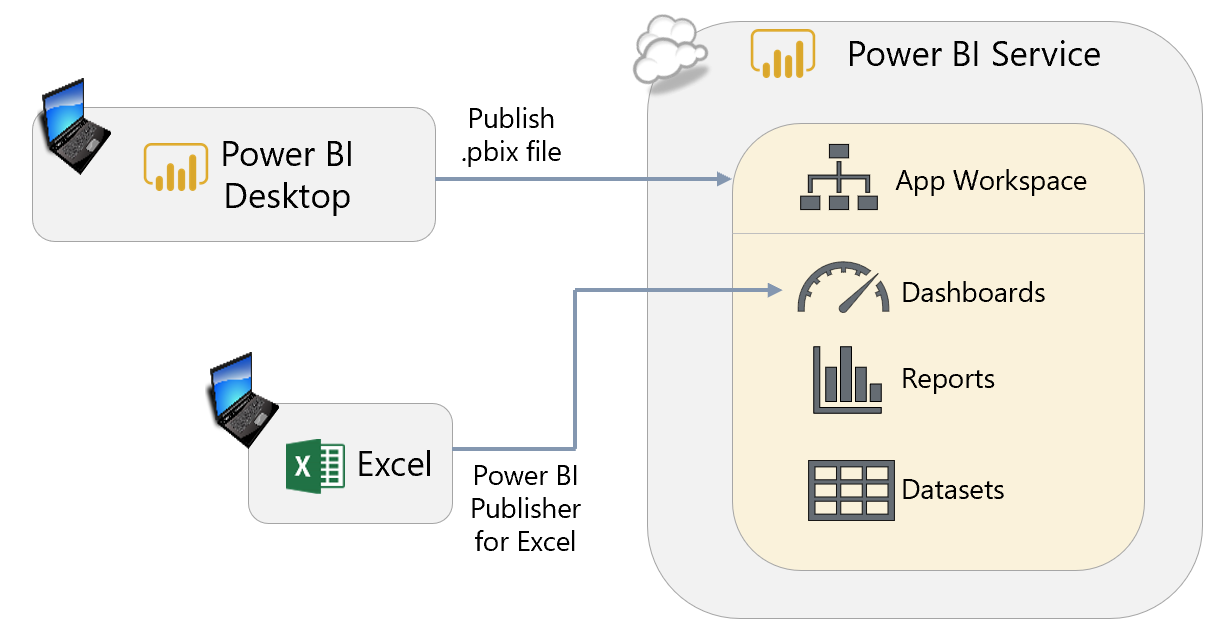 Power BI Service
Publish
.pbix file
Power BI
Desktop
App Workspace
Dashboards
Reports
X Excel
Power BI
Publisher
for Excel
Datasets